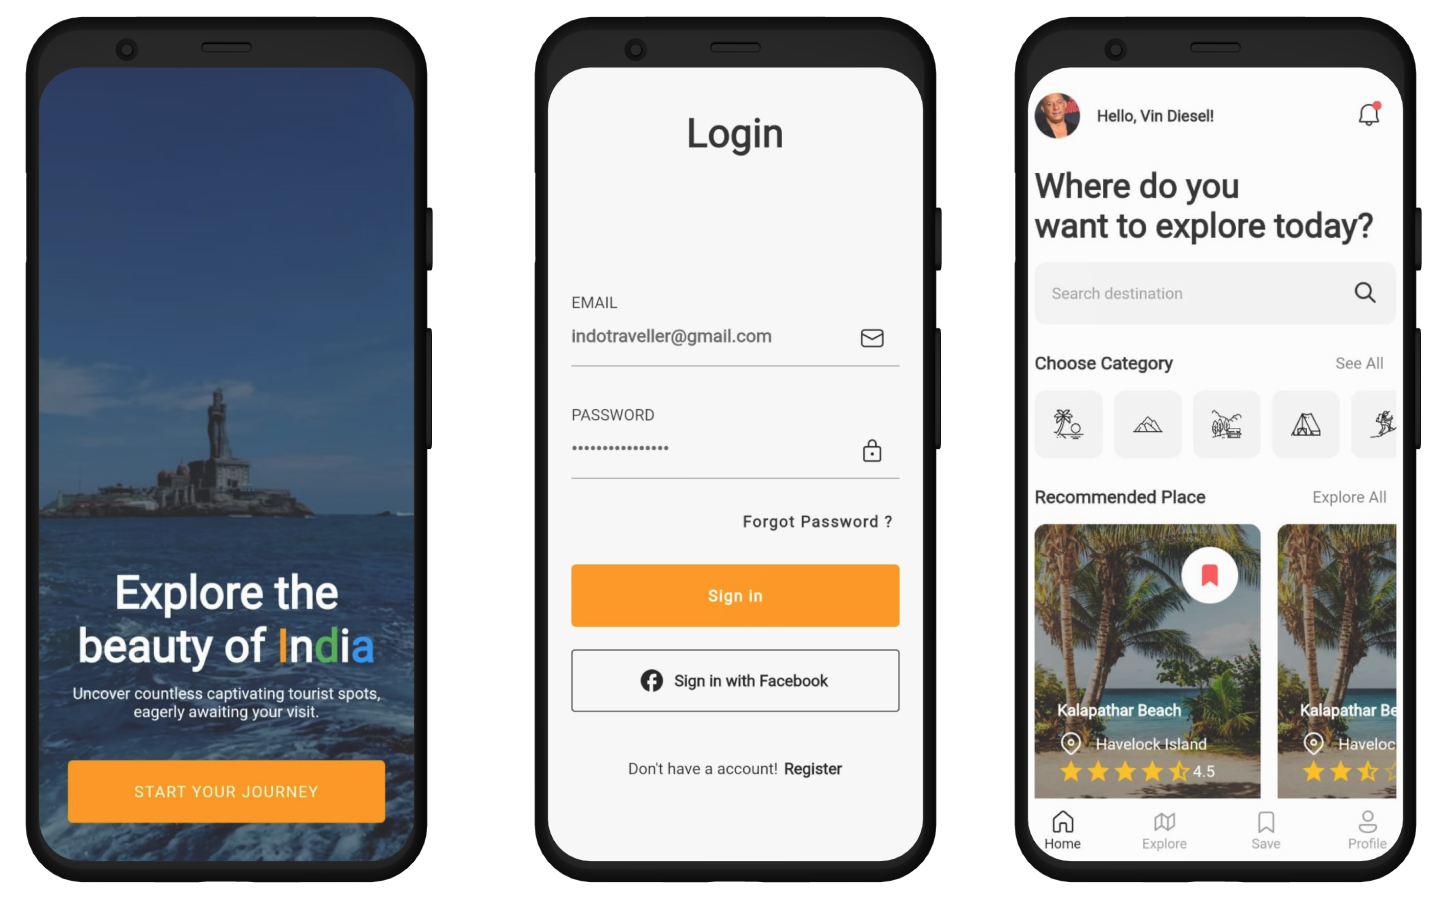 Explore the
beauty of India
Uncover countless captivating tourist spots,
eagerly awaiting your visit.
START YOUR JOURNEY
Login
EMAIL
indotraveller@gmail.com
PASSWORD
••••••••••••••••
Forgot Password ?
Sign in
Sign in with Facebook
Don't have a account! Register
Hello, Vin Diesel!
Where do you
want to explore today?
Search destination
Choose Category See All
Recommended Place Explore All
Kalapathar Beach
Havelock Island
4.5
Kalapathar Be
Haveloc
Home Explore Save Profile